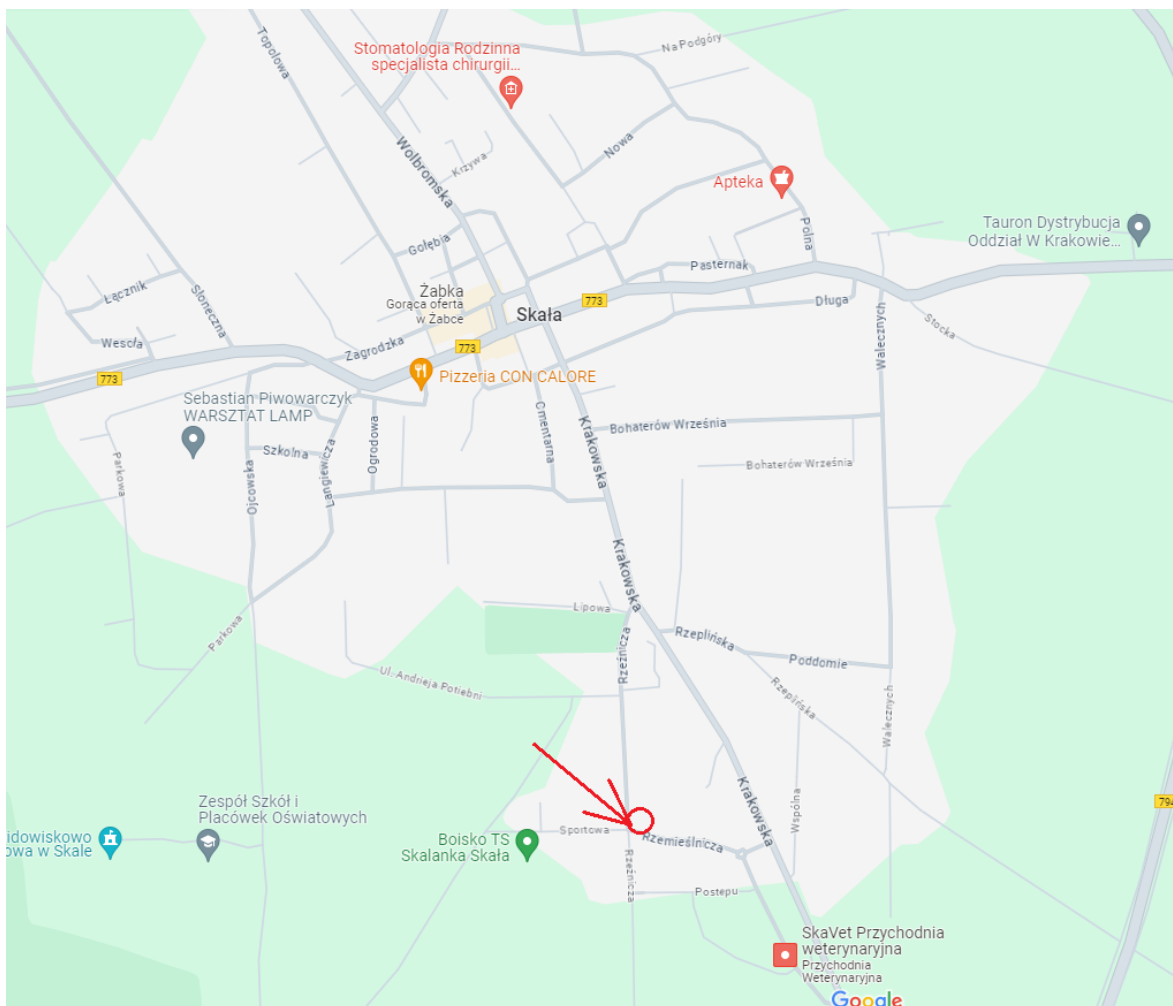 Topolowa
Stomatologia Rodzinna
specjalista chirurgii...
Na Podgóry
Nowa
Wolbromska
Krzywa
Apteka
Polna
Tauron Dystrybucja
Oddział W Krakowie...
Gołębia
Pasternak
Łącznik
Słoneczna
Żabka
Gorąca oferta
w Żabce
773
Skała
Długa
Walecznych
Stocka
Wesoła
Zagrodzka
773
773
Pizzeria CON CALORE
Sebastian Piwowarczyk
WARSZTAT LAMP
Cmentarna
Krakowska
Bohaterów Września
Ogrodowa
Szkolna
Langiewicza
Parkowa
Ojcowska
Bohaterów Września
Krakowska
Lipowa
Rzeźnicza
Rzeplińska
Poddomie
Parkowa
Ul. Andrieja Potiebni
Rzeplińska
Walecznych
Krakowska
Wspólna
794
Zespół Szkół i
Placówek Oświatowych
idowiskowo
owa w Skale
Boisko TS
Skalanka Skała
Sportowa
Rzemieślnicza
Rzeźnicza
Postępu
SkaVet Przychodnia
weterynaryjna
Przychodnia
Weterynaryjna
Google